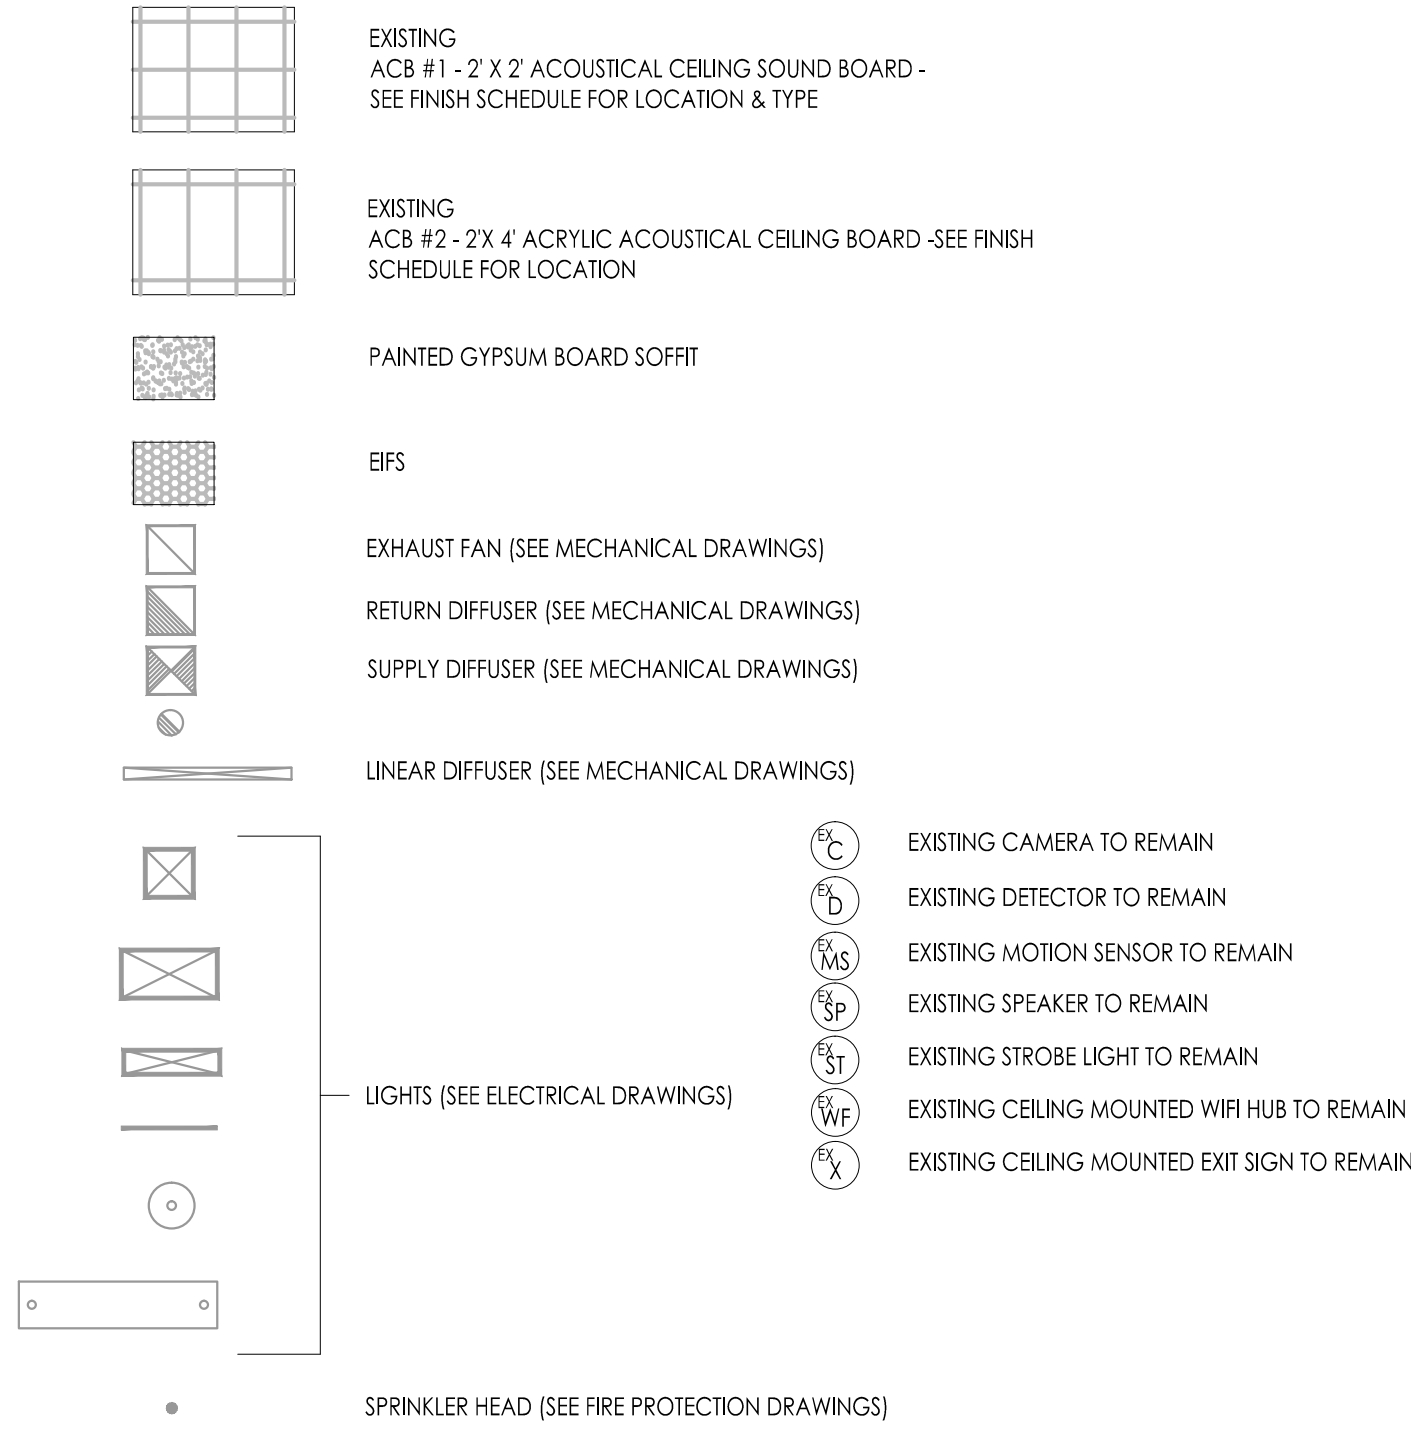 EXISTING
ACB #1 - 2' X 2' ACOUSTICAL CEILING SOUND BOARD -
SEE FINISH SCHEDULE FOR LOCATION & TYPE
EXISTING
ACB #2 - 2'X 4' ACRYLIC ACOUSTICAL CEILING BOARD -SEE FINISH
SCHEDULE FOR LOCATION
PAINTED GYPSUM BOARD SOFFIT
EIFS
EXHAUST FAN (SEE MECHANICAL DRAWINGS)
RETURN DIFFUSER (SEE MECHANICAL DRAWINGS)
SUPPLY DIFFUSER (SEE MECHANICAL DRAWINGS)
LINEAR DIFFUSER (SEE MECHANICAL DRAWINGS)
LIGHTS (SEE ELECTRICAL DRAWINGS)
SPRINKLER HEAD (SEE FIRE PROTECTION DRAWINGS)
EX
C
EXISTING CAMERA TO REMAIN
EX
D
EXISTING DETECTOR TO REMAIN
EX
MS
EXISTING MOTION SENSOR TO REMAIN
EX
SP
EXISTING SPEAKER TO REMAIN
EX
ST
EXISTING STROBE LIGHT TO REMAIN
EX
WF
EXISTING CEILING MOUNTED WIFI HUB TO REMAIN
EX
X
EXISTING CEILING MOUNTED EXIT SIGN TO REMAIN